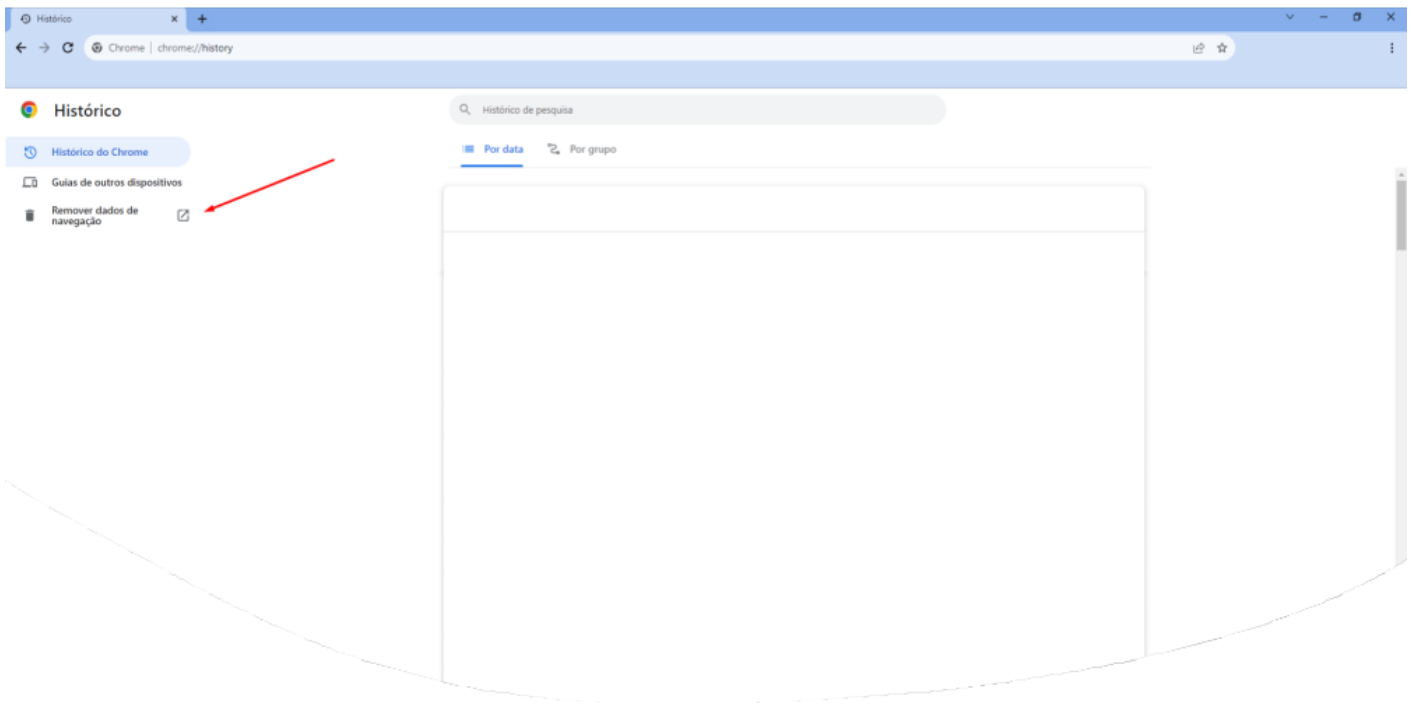 Histórico
Chrome | chrome://history
Histórico
Histórico de pesquisa
Histórico do Chrome
Por data
Por grupo
Guias de outros dispositivos
Remover dados de
navegação